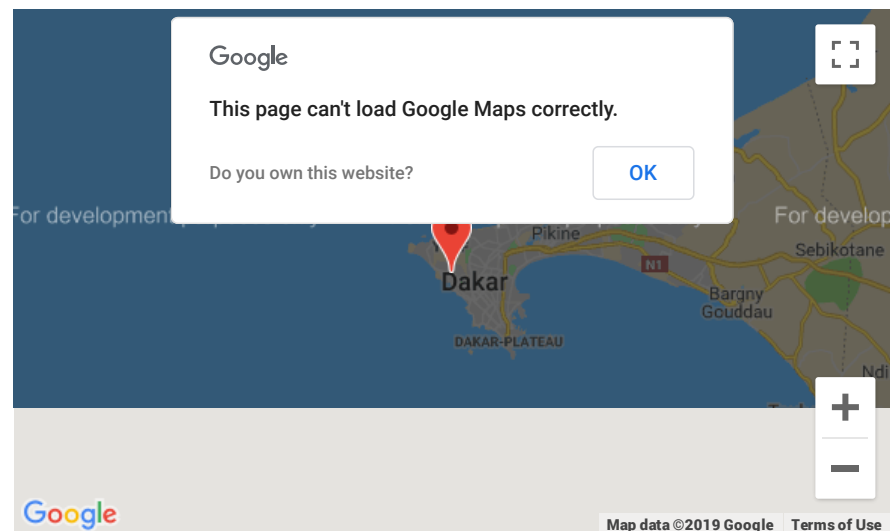 Google
This page can't load Google Maps correctly.
Do you own this website?
OK
For development
For develop
Pikine
Sebikotane
N1
Dakar
Bargny
Gouddau
DAKAR-PLATEAU
Ndi
Google
Map data ©2019 Google
Terms of Use